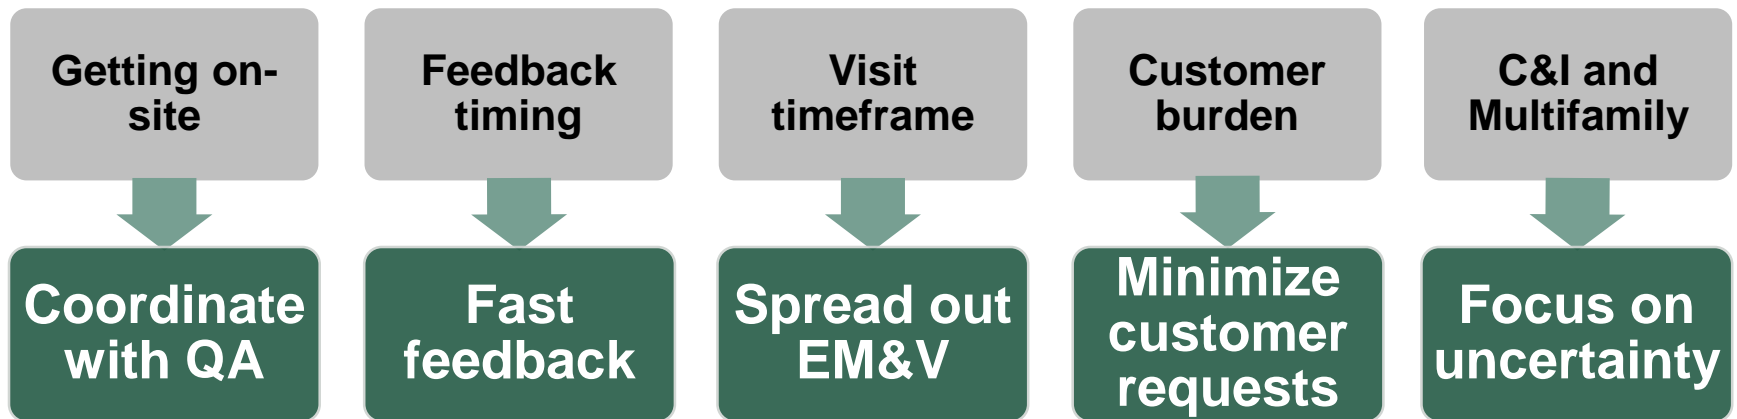 Getting on-
site
Feedback
timing
Visit
timeframe
Customer
burden
C&I and
Multifamily
Coordinate
with QA
Fast
feedback
Spread out
EM&V
Minimize
customer
requests
Focus on
uncertainty